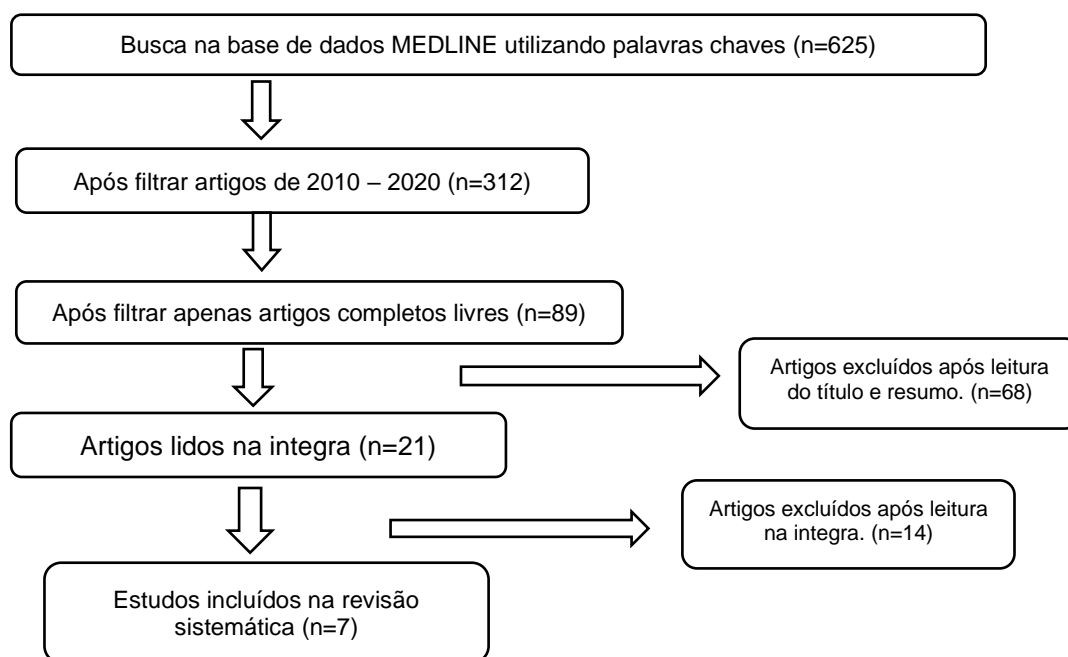 Busca na base de dados MEDLINE utilizando palavras chaves (n=625)
Após filtrar artigos de 2010 – 2020 (n=312)
Após filtrar apenas artigos completos livres (n=89)
Artigos excluídos após leitura
do título e resumo. (n=68)
Artigos lidos na integra (n=21)
Artigos excluídos após leitura
na integra. (n=14)
Estudos incluídos na revisão
sistemática (n=7)